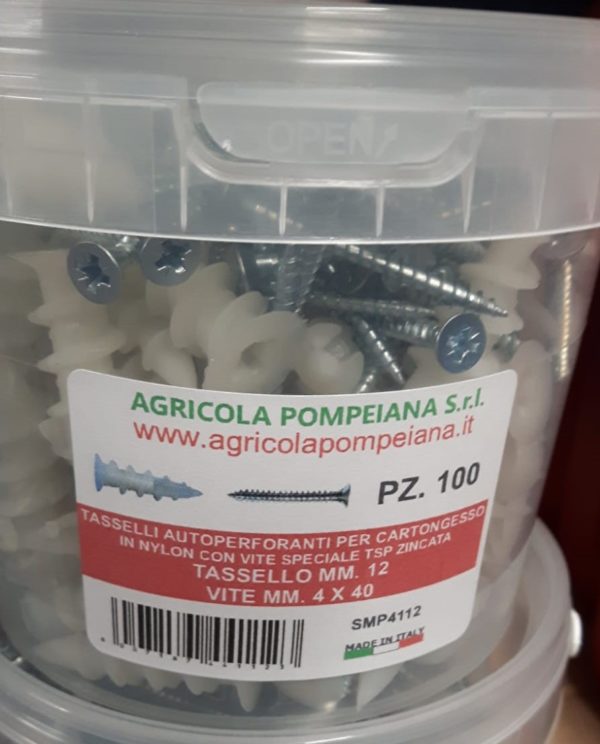 OPEN
AGRICOLA POMPEIANA S.r.l.
www.agricolapompeiana.it
PZ. 100
TASSELLI AUTOPERFORANTI PER CARTONGESSO
IN NYLON CON VITE SPECIALE TSP ZINCATA
TASSELLO MM. 12
VITE MM. 4 X 40
SMP4112
MADE IN ITALY